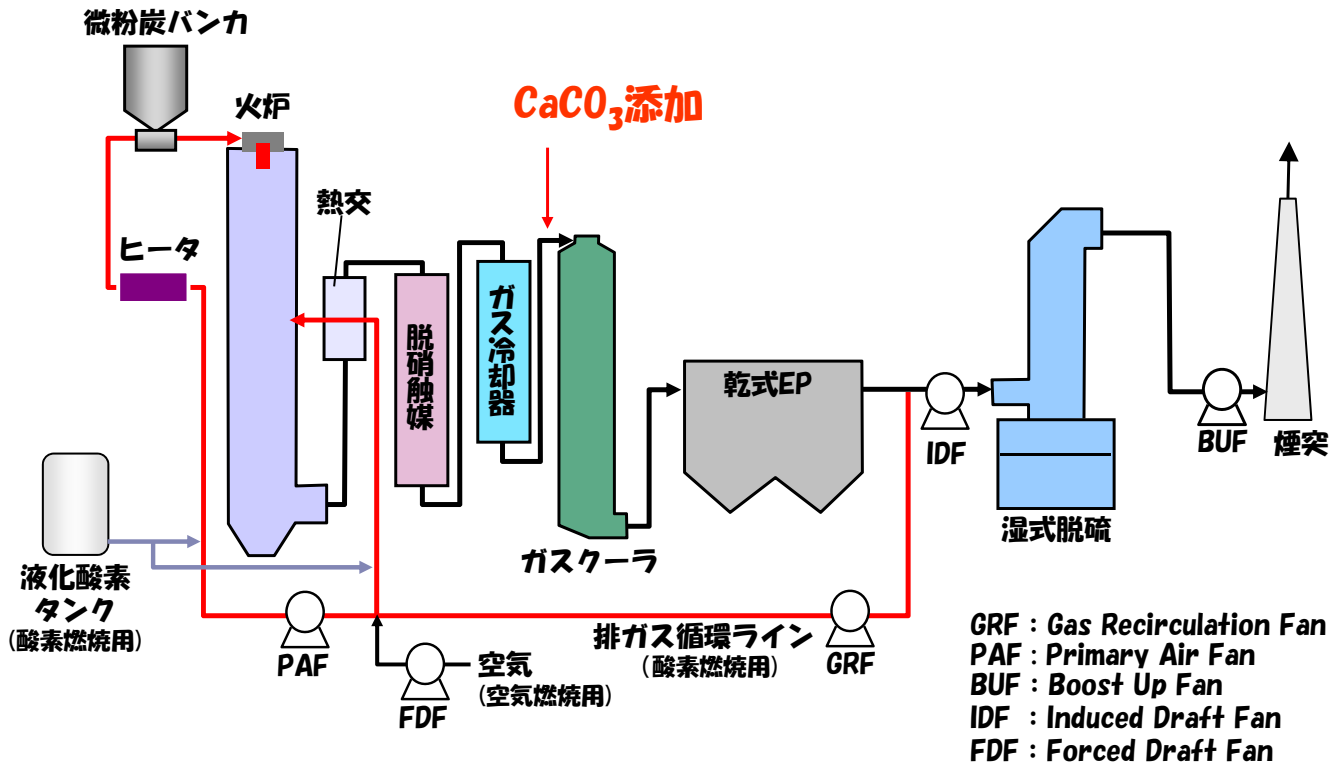 微粉炭バンカ
火炉
CaCO₃添加
熱交
ヒータ
脱硝触媒
ガス冷却器
乾式EP
IDF
BUF
煙突
湿式脱硫
ガスクーラ
液化酸素
タンク
(酸素燃焼用)
PAF
FDF
空気
(空気燃焼用)
排ガス循環ライン
(酸素燃焼用)
GRF
GRF : Gas Recirculation Fan
PAF : Primary Air Fan
BUF : Boost Up Fan
IDF : Induced Draft Fan
FDF : Forced Draft Fan